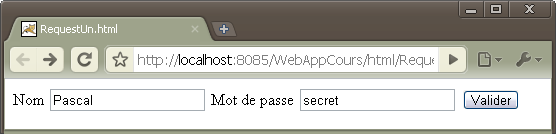 RequestUn.html
http://localhost:8085/WebAppCours/html/Reque
Nom Pascal Mot de passe secret Valider